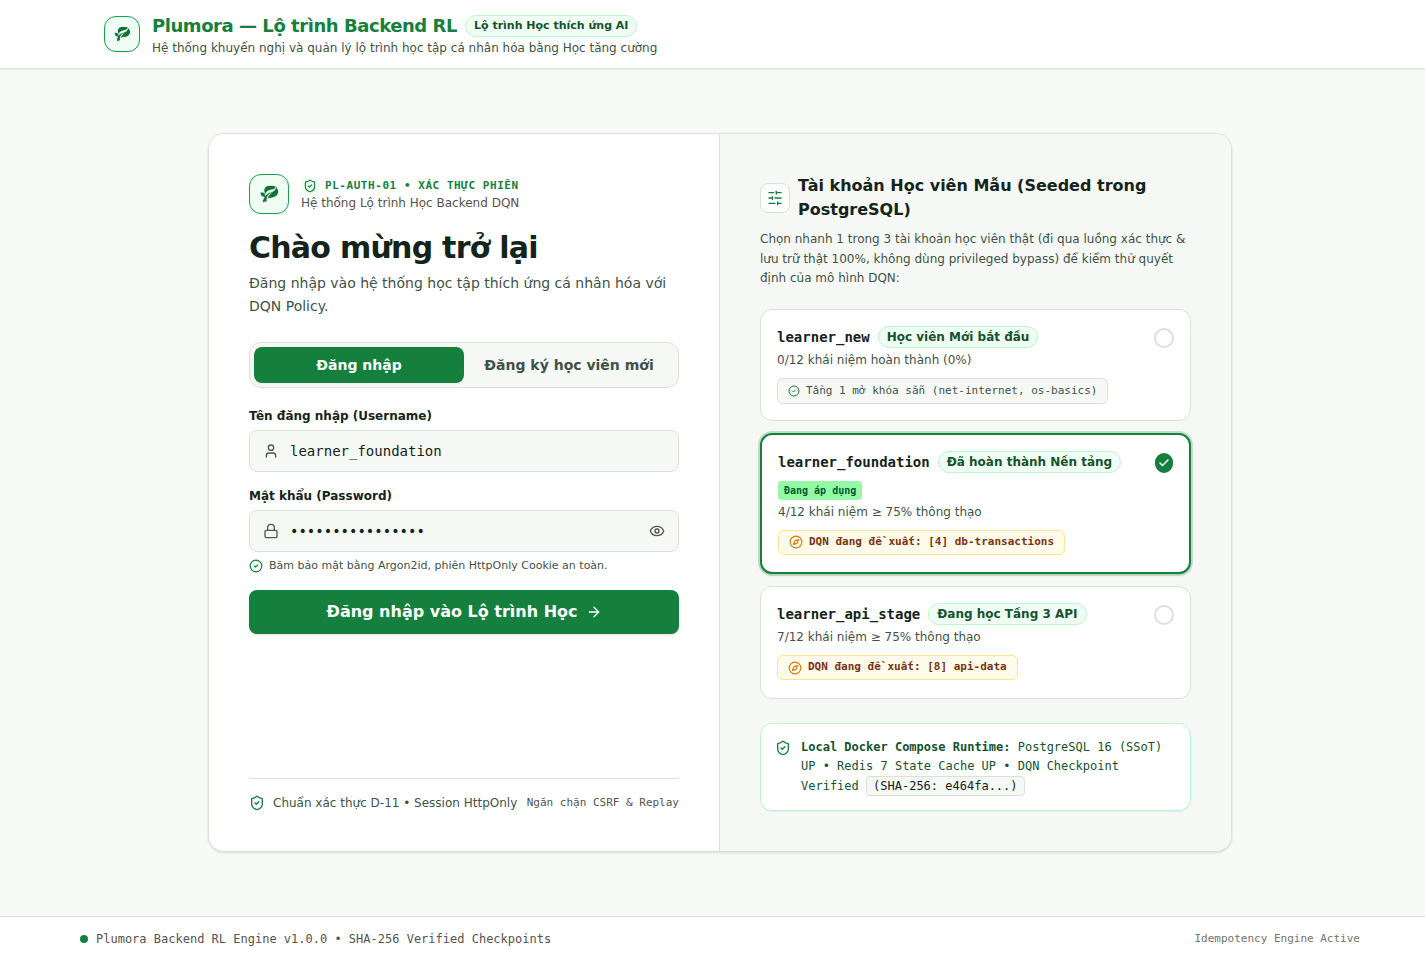 Plumora — Lộ trình Backend RL
Lộ trình Học thích ứng AI
Hệ thống khuyến nghị và quản lý lộ trình học tập cá nhân hóa bằng Học tăng cường
PL-AUTH-01 • XÁC THỰC PHIÊN
Hệ thống Lộ trình Học Backend DQN
Chào mừng trở lại
Đăng nhập vào hệ thống học tập thích ứng cá nhân hóa với
DQN Policy.
Đăng nhập
Đăng ký học viên mới
Tên đăng nhập (Username)
learner_foundation
Mật khẩu (Password)
••••••••••••••••
Băm bảo mật bằng Argon2id, phiên HttpOnly Cookie an toàn.
Đăng nhập vào Lộ trình Học →
Chuẩn xác thực D-11 • Session HttpOnly
Ngăn chặn CSRF & Replay
Tài khoản Học viên Mẫu (Seeded trong
PostgreSQL)
Chọn nhanh 1 trong 3 tài khoản học viên thật (đi qua luồng xác thực &
lưu trữ thật 100%, không dùng privileged bypass) để kiểm thử quyết
định của mô hình DQN:
learner_new
Học viên Mới bắt đầu
0/12 khái niệm hoàn thành (0%)
Tầng 1 mở khóa sẵn (net-internet, os-basics)
learner_foundation
Đã hoàn thành Nền tảng
Đang áp dụng
4/12 khái niệm ≥ 75% thông thạo
DQN đang đề xuất: [4] db-transactions
learner_api_stage
Đang học Tầng 3 API
7/12 khái niệm ≥ 75% thông thạo
DQN đang đề xuất: [8] api-data
Local Docker Compose Runtime: PostgreSQL 16 (SSoT)
UP • Redis 7 State Cache UP • DQN Checkpoint
Verified (SHA-256: e464fa...)
Plumora Backend RL Engine v1.0.0 • SHA-256 Verified Checkpoints
Idempotency Engine Active